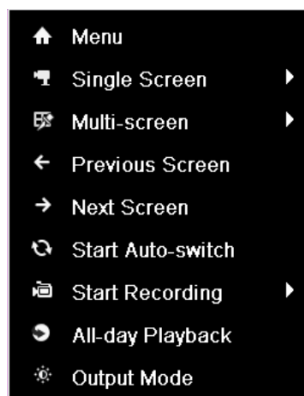 Menu
Single Screen
Multi-screen
Previous Screen
Next Screen
Start Auto-switch
Start Recording
All-day Playback
Output Mode